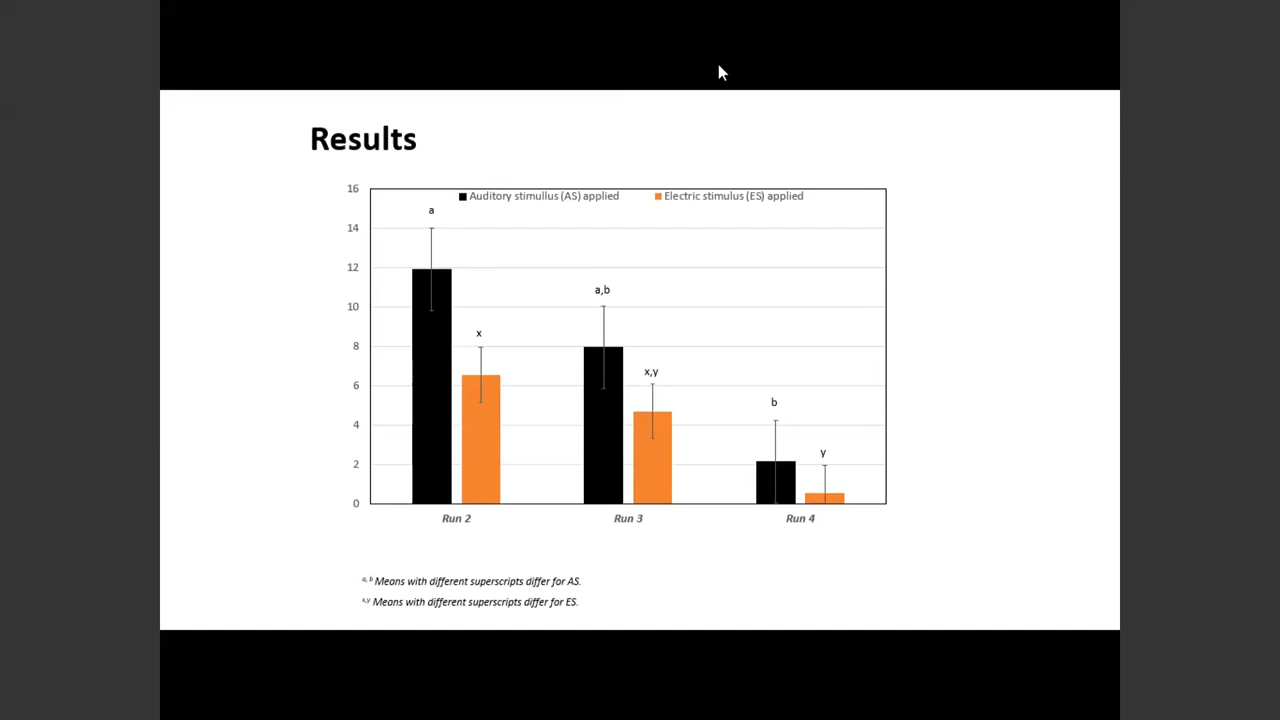 Results
Auditory stimullus (AS) applied
Electric stimulus (ES) applied
16
14
12
10
8
6
4
2
0
a
x
a,b
x,y
b
y
Run 2
Run 3
Run 4
a, b Means with different superscripts differ for AS.
x,y Means with different superscripts differ for ES.